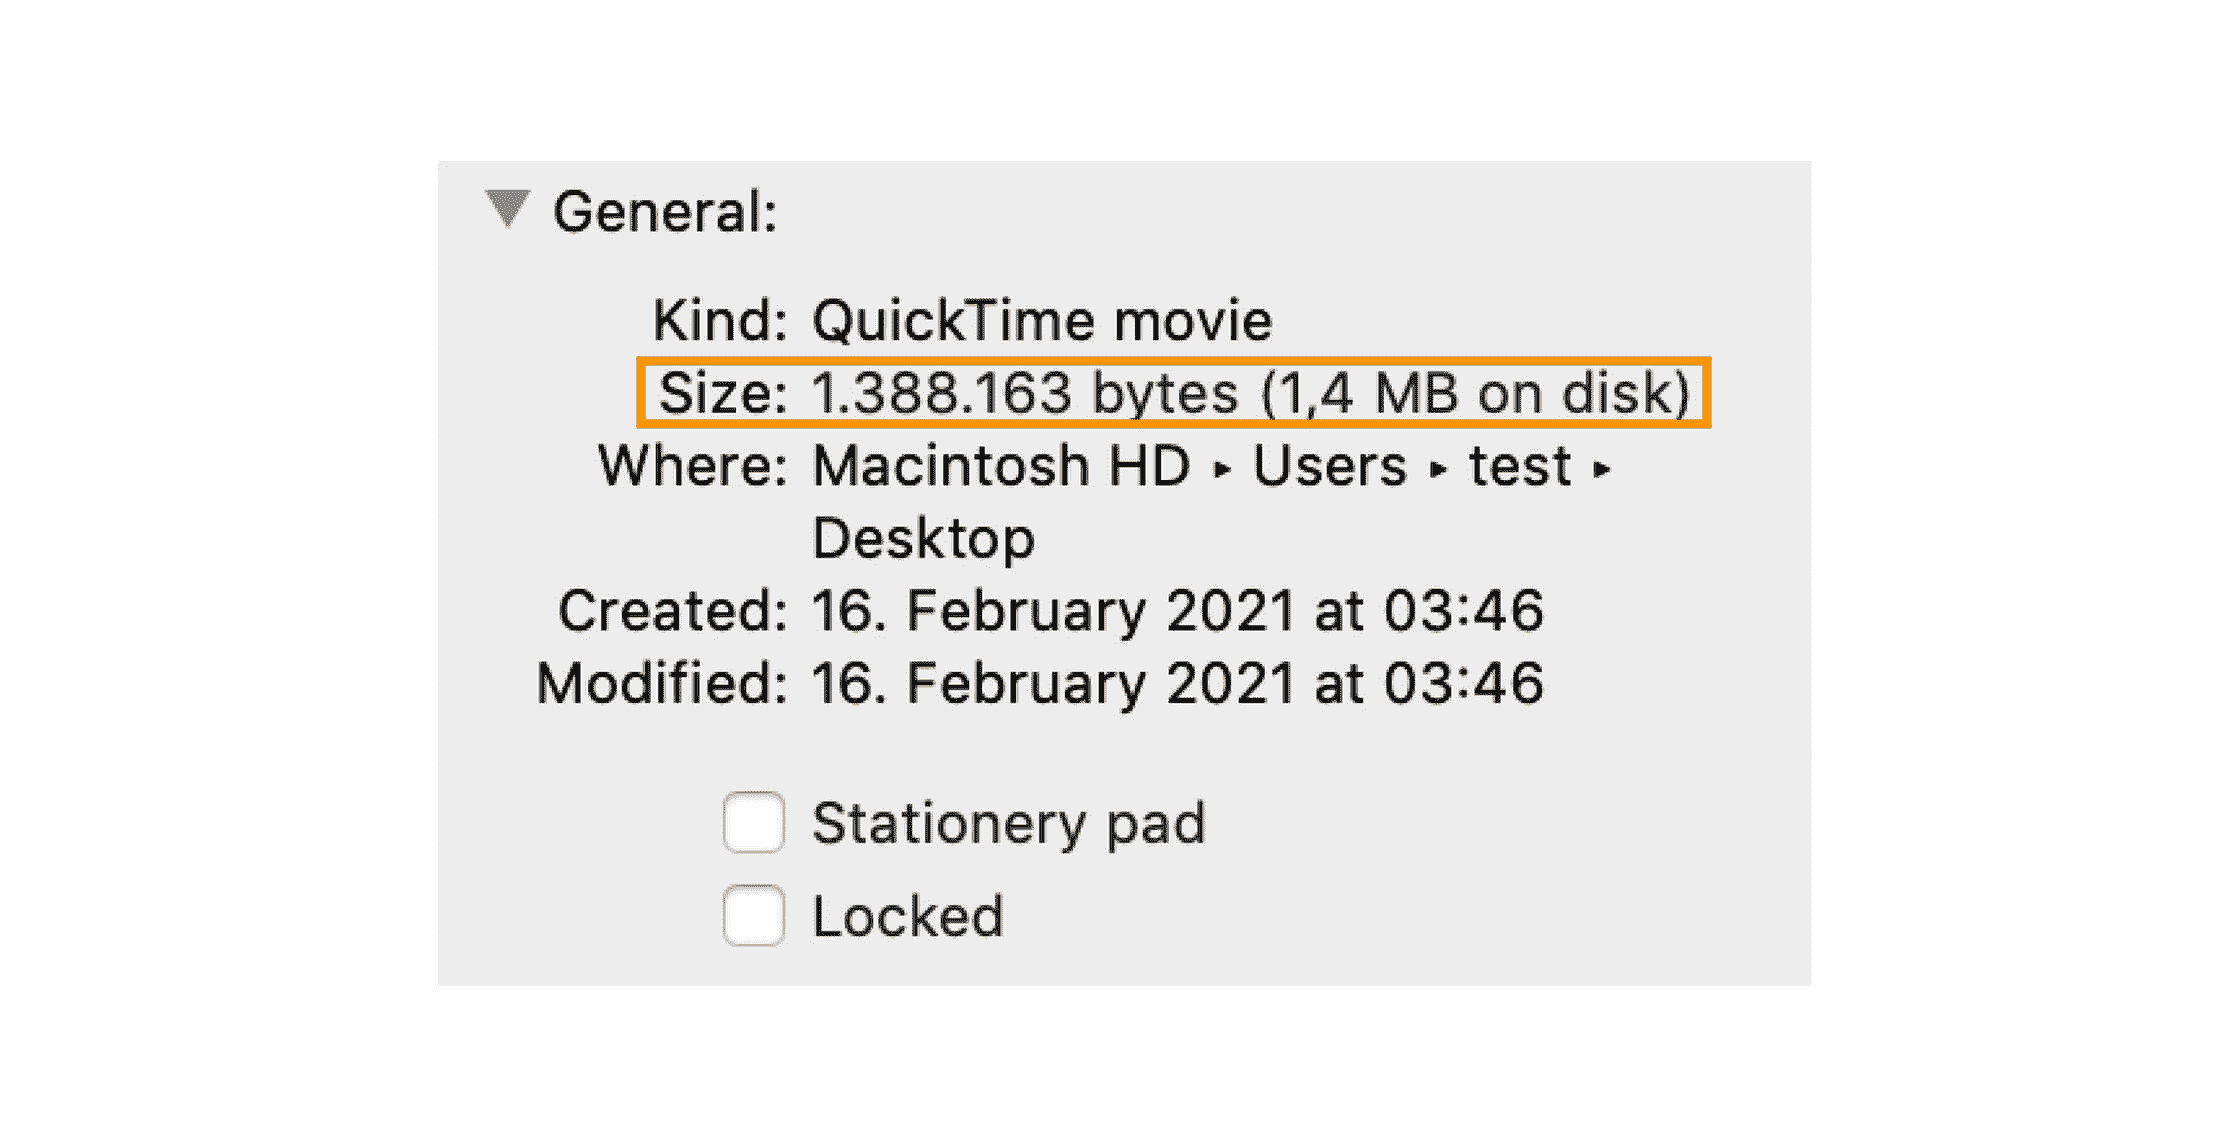 General:
Kind: QuickTime movie
Size: 1.388.163 bytes (1,4 MB on disk)
Where: Macintosh HD ▸ Users ▸ test ▸
Desktop
Created: 16. February 2021 at 03:46
Modified: 16. February 2021 at 03:46
Stationery pad
Locked